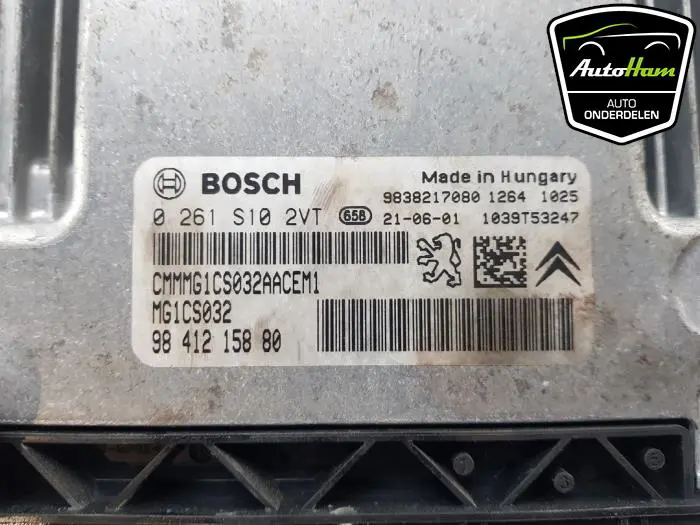 AutoHam
AUTO
ONDERDELEN
BOSCH
Made in Hungary
9838217080 1264 1025
0 261 S10 2VT 658 21-06-01 1039T53247
CMMMG1CS032AACEM1
MG1CS032
98 412 158 80